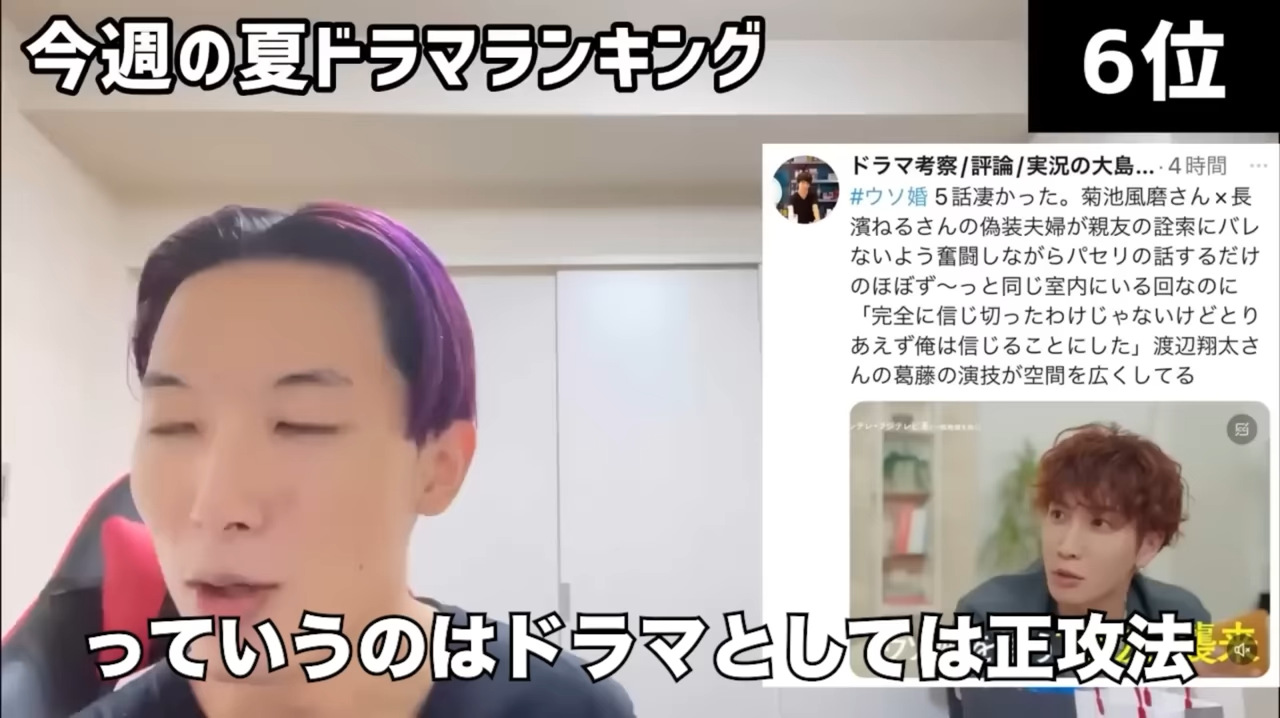 今週の夏ドラマランキング
6位
ドラマ考察/評論/実況の大島... · 4時間
#ウソ婚 5話凄かった。菊池風磨さん×長
濱ねるさんの偽装夫婦が親友の詮索にバレ
ないよう奮闘しながらパセリの話するだけ
のほぼず〜っと同じ室内にいる回なのに
「完全に信じ切ったわけじゃないけどとり
あえず俺は信じることにした」渡辺翔太さ
んの葛藤の演技が空間を広くしてる
っていうのはドラマとしては正攻法